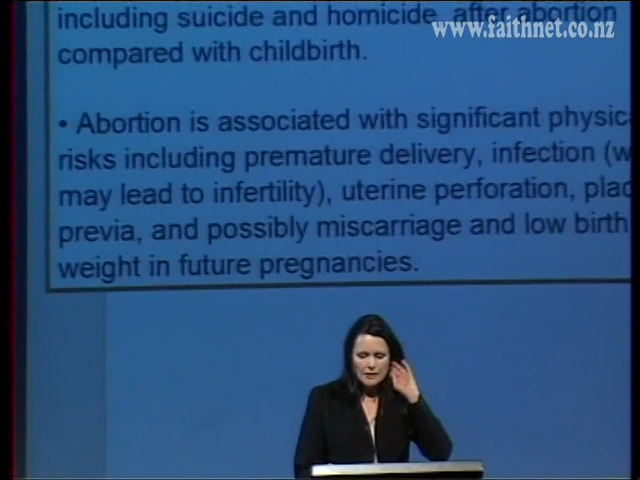 www.faithnet.co.nz
including suicide and homicide, after abortion
compared with childbirth.
• Abortion is associated with significant
risks including premature delivery, infection
may lead to infertility), uterine perforation,
previa, and possibly miscarriage and low birth
weight in future pregnancies.